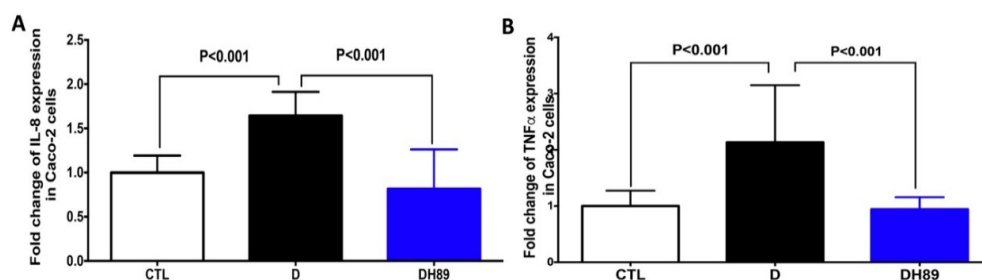 A
Fold change of IL-8 expression
in Caco-2 cells
2.5
2.0
1.5
1.0
0.5
0.0
P<0.001
P<0.001
CTL
D
DH89
B
Fold change of TNFα expression
in Caco-2 cells
4
3
2
1
0
P<0.001
P<0.001
CTL
D
DH89